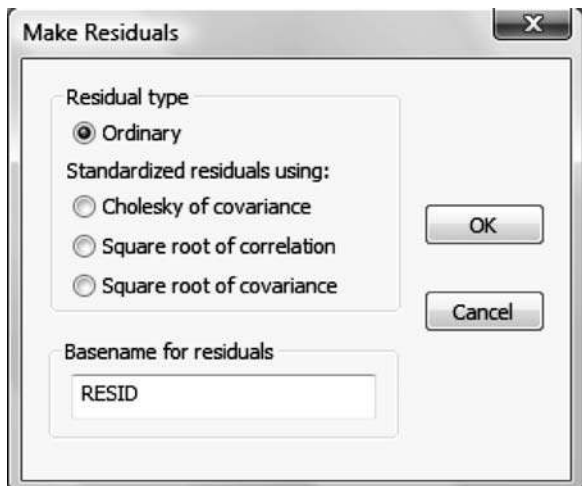 Make Residuals
X
Residual type
Ordinary
Standardized residuals using:
Cholesky of covariance
Square root of correlation
Square root of covariance
OK
Cancel
Basename for residuals
RESID